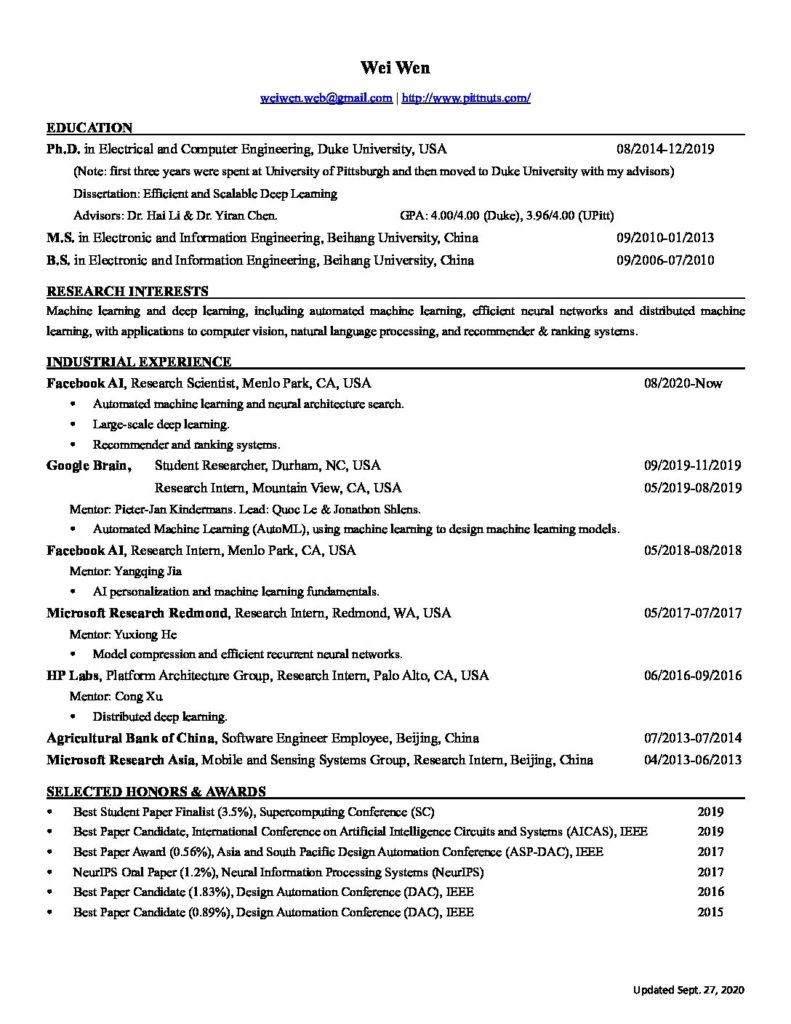 Wei Wen
weiwen.web@gmail.com | http://www.pittnuts.com/
EDUCATION
Ph.D. in Electrical and Computer Engineering, Duke University, USA 08/2014-12/2019
(Note: first three years were spent at University of Pittsburgh and then moved to Duke University with my advisors)
Dissertation: Efficient and Scalable Deep Learning
Advisors: Dr. Hai Li & Dr. Yiran Chen. GPA: 4.00/4.00 (Duke), 3.96/4.00 (UPitt)
M.S. in Electronic and Information Engineering, Beihang University, China 09/2010-01/2013
B.S. in Electronic and Information Engineering, Beihang University, China 09/2006-07/2010
RESEARCH INTERESTS
Machine learning and deep learning, including automated machine learning, efficient neural networks and distributed machine
learning, with applications to computer vision, natural language processing, and recommender & ranking systems.
INDUSTRIAL EXPERIENCE
Facebook AI, Research Scientist, Menlo Park, CA, USA 08/2020-Now
• Automated machine learning and neural architecture search.
• Large-scale deep learning.
• Recommender and ranking systems.
Google Brain, Student Researcher, Durham, NC, USA 09/2019-11/2019
Research Intern, Mountain View, CA, USA 05/2019-08/2019
Mentor: Pieter-Jan Kindermans. Lead: Quoc Le & Jonathon Shlens.
• Automated Machine Learning (AutoML), using machine learning to design machine learning models.
Facebook AI, Research Intern, Menlo Park, CA, USA 05/2018-08/2018
Mentor: Yangqing Jia
• AI personalization and machine learning fundamentals.
Microsoft Research Redmond, Research Intern, Redmond, WA, USA 05/2017-07/2017
Mentor: Yuxiong He
• Model compression and efficient recurrent neural networks.
HP Labs, Platform Architecture Group, Research Intern, Palo Alto, CA, USA 06/2016-09/2016
Mentor: Cong Xu
• Distributed deep learning.
Agricultural Bank of China, Software Engineer Employee, Beijing, China 07/2013-07/2014
Microsoft Research Asia, Mobile and Sensing Systems Group, Research Intern, Beijing, China 04/2013-06/2013
SELECTED HONORS & AWARDS
• Best Student Paper Finalist (3.5%), Supercomputing Conference (SC) 2019
• Best Paper Candidate, International Conference on Artificial Intelligence Circuits and Systems (AICAS), IEEE 2019
• Best Paper Award (0.56%), Asia and South Pacific Design Automation Conference (ASP-DAC), IEEE 2017
• NeurIPS Oral Paper (1.2%), Neural Information Processing Systems (NeurIPS) 2017
• Best Paper Candidate (1.83%), Design Automation Conference (DAC), IEEE 2016
• Best Paper Candidate (0.89%), Design Automation Conference (DAC), IEEE 2015
Updated Sept. 27, 2020